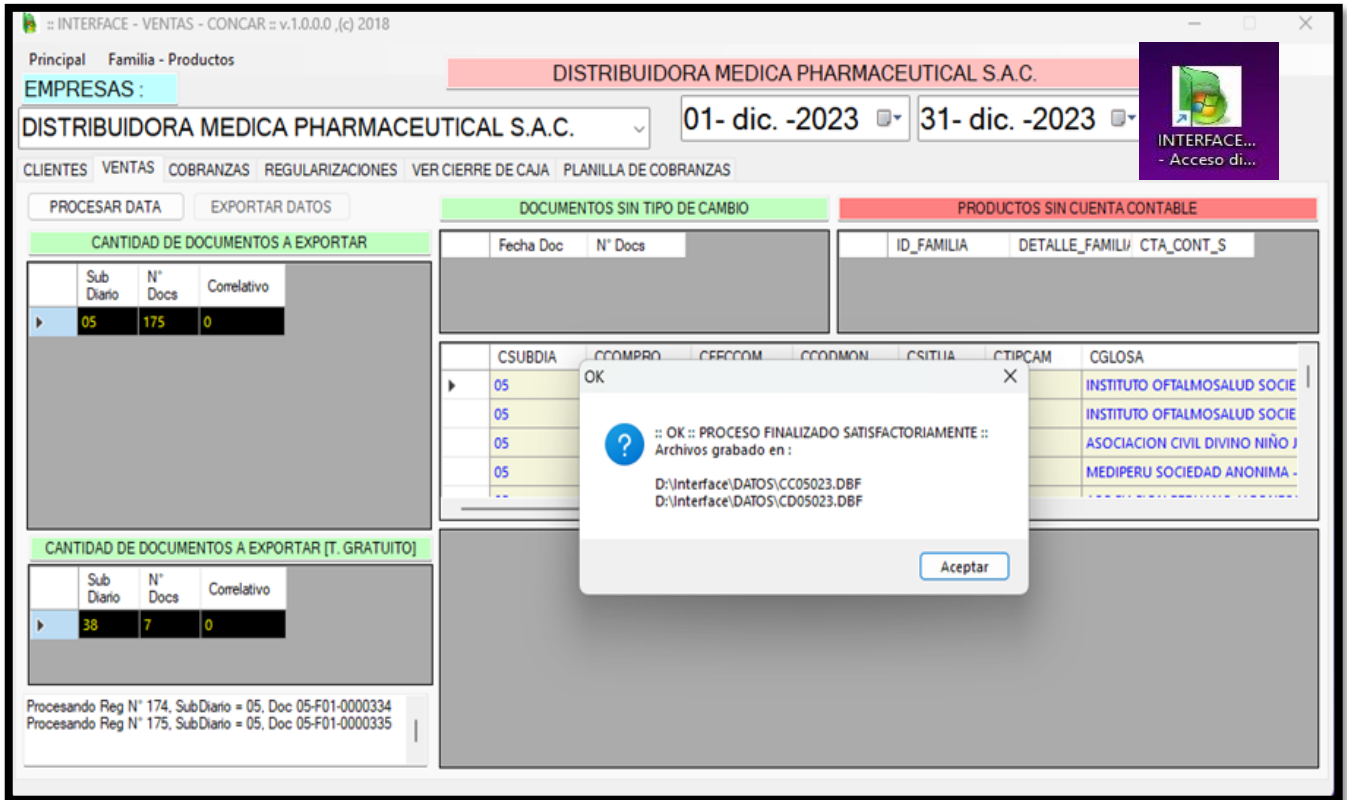 :: INTERFACE - VENTAS - CONCAR :: v.1.0.0.0 ,(c) 2018
Principal Familia - Productos
EMPRESAS :
DISTRIBUIDORA MEDICA PHARMACEUTICAL S.A.C.
DISTRIBUIDORA MEDICA PHARMACEUTICAL S.A.C.
01- dic. -2023 31- dic. -2023
INTERFACE...
- Acceso di...
CLIENTES VENTAS COBRANZAS REGULARIZACIONES VER CIERRE DE CAJA PLANILLA DE COBRANZAS
PROCESAR DATA EXPORTAR DATOS
CANTIDAD DE DOCUMENTOS A EXPORTAR
Sub Diario N° Docs Correlativo
05 175 0
DOCUMENTOS SIN TIPO DE CAMBIO
Fecha Doc N° Docs
PRODUCTOS SIN CUENTA CONTABLE
ID_FAMILIA DETALLE_FAMILI CTA_CONT_S
CSUBDIA CCOMPRO CFECCOM CCODMON CSITUA CTIPCAM CGLOSA
05 INSTITUTO OFTALMOSALUD SOCIE
05 INSTITUTO OFTALMOSALUD SOCIE
05 ASOCIACION CIVIL DIVINO NIÑO J
05 MEDIPERU SOCIEDAD ANONIMA -
OK
:: OK :: PROCESO FINALIZADO SATISFACTORIAMENTE ::
Archivos grabado en :
D:\Interface\DATOS\CC05023.DBF
D:\Interface\DATOS\CD05023.DBF
Aceptar
CANTIDAD DE DOCUMENTOS A EXPORTAR [T. GRATUITO]
Sub Diario N° Docs Correlativo
38 7 0
Procesando Reg N° 174, SubDiario = 05, Doc 05-F01-0000334
Procesando Reg N° 175, SubDiario = 05, Doc 05-F01-0000335